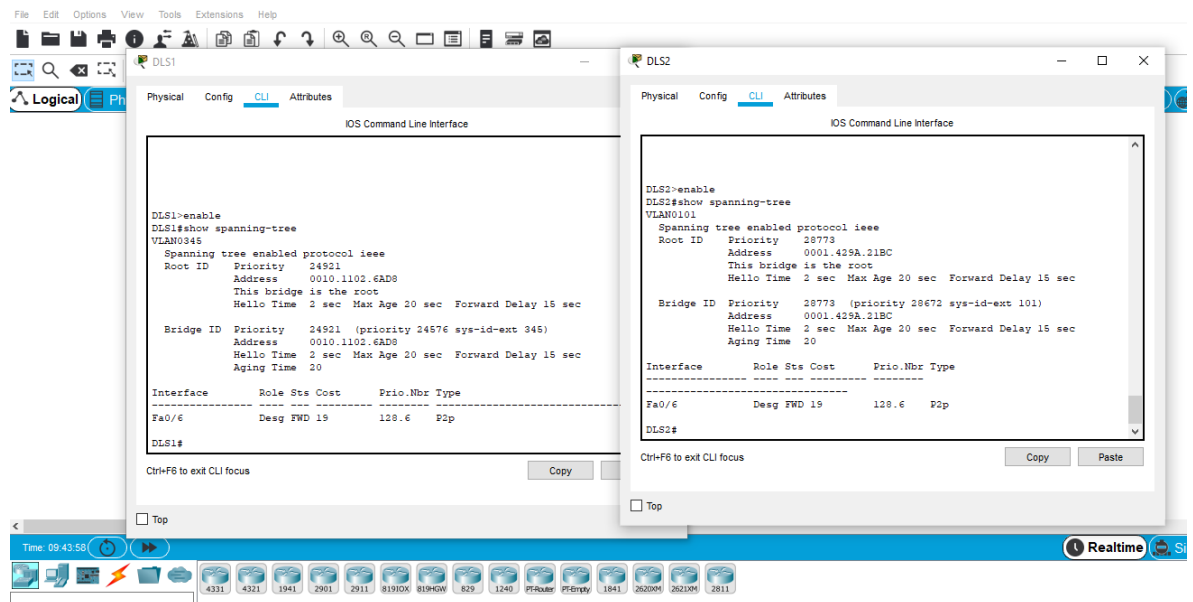 File Edit Options View Tools Extensions Help
DLS1
DLS2
Logical
Ph
Physical Config CLI Attributes
IOS Command Line Interface
DLS1>enable
DLS1#show spanning-tree
VLAN0345
Spanning tree enabled protocol ieee
Root ID Priority 24921
Address 0010.1102.6AD8
This bridge is the root
Hello Time 2 sec Max Age 20 sec Forward Delay 15 sec
Bridge ID Priority 24921 (priority 24576 sys-id-ext 345)
Address 0010.1102.6AD8
Hello Time 2 sec Max Age 20 sec Forward Delay 15 sec
Aging Time 20
Interface Role Sts Cost Prio.Nbr Type
---------------- ---- --- --------- -------- --------------------------------
Fa0/6 Desg FWD 19 128.6 P2p
DLS1#
Ctrl+F6 to exit CLI focus
Copy
Top
Physical Config CLI Attributes
IOS Command Line Interface
DLS2>enable
DLS2#show spanning-tree
VLAN0101
Spanning tree enabled protocol ieee
Root ID Priority 28773
Address 0001.429A.21BC
This bridge is the root
Hello Time 2 sec Max Age 20 sec Forward Delay 15 sec
Bridge ID Priority 28773 (priority 28672 sys-id-ext 101)
Address 0001.429A.21BC
Hello Time 2 sec Max Age 20 sec Forward Delay 15 sec
Aging Time 20
Interface Role Sts Cost Prio.Nbr Type
---------------- ---- --- --------- --------
--------------------------------
Fa0/6 Desg FWD 19 128.6 P2p
DLS2#
Ctrl+F6 to exit CLI focus
Copy Paste
Top
Time: 09:43:58
Realtime
Si
4331 4321 1941 2901 2911 819IOX 819HGW 829 1240 PT-Router PT-Empty 1841 2620XM 2621XM 2811